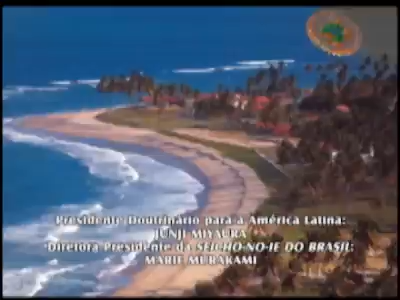 Presidente Doutrinário para a América Latina:
JUNJI MIYAURA
Diretora Presidente da SEICHO-NO-IE DO BRASIL:
MARIE MURAKAMI